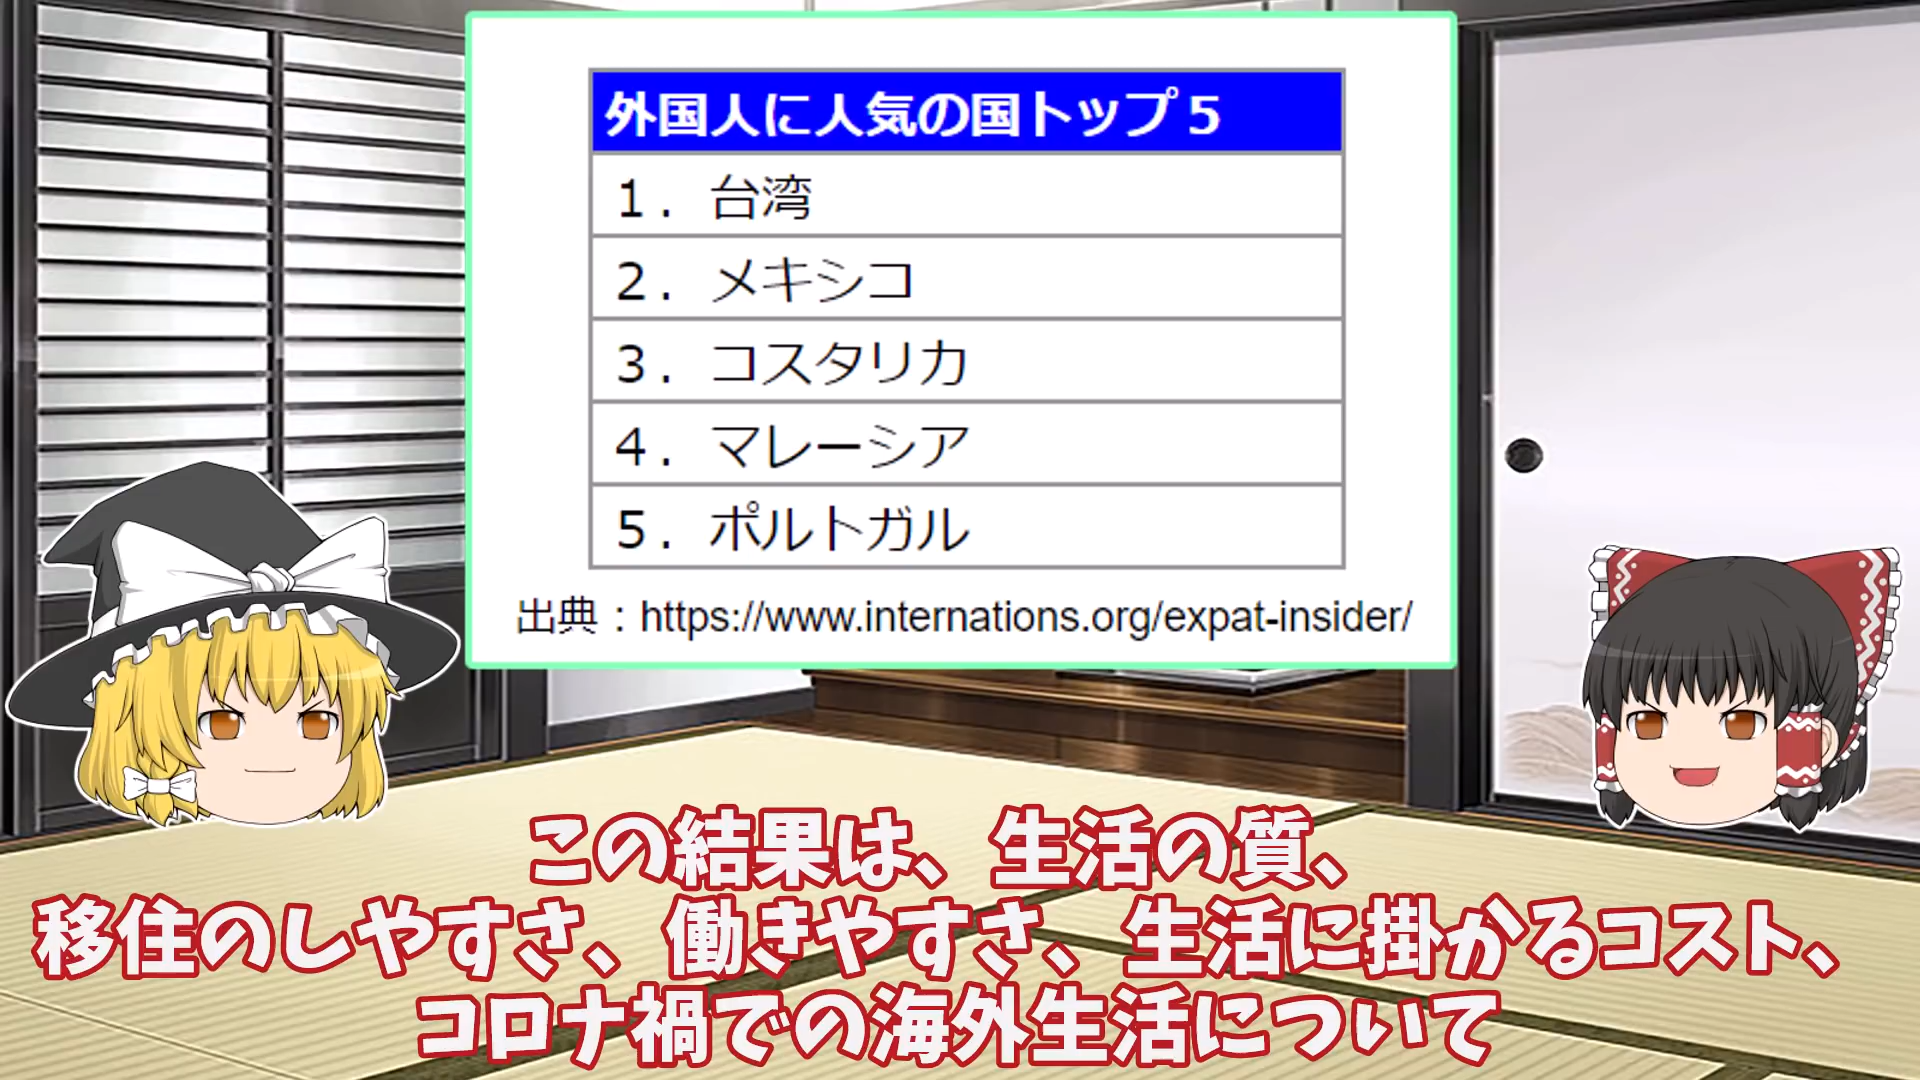 外国人に人気の国トップ５
１．台湾
２．メキシコ
３．コスタリカ
４．マレーシア
５．ポルトガル
出典：https://www.internations.org/expat-insider/
この結果は、生活の質、
移住のしやすさ、働きやすさ、生活に掛かるコスト、
コロナ禍での海外生活について